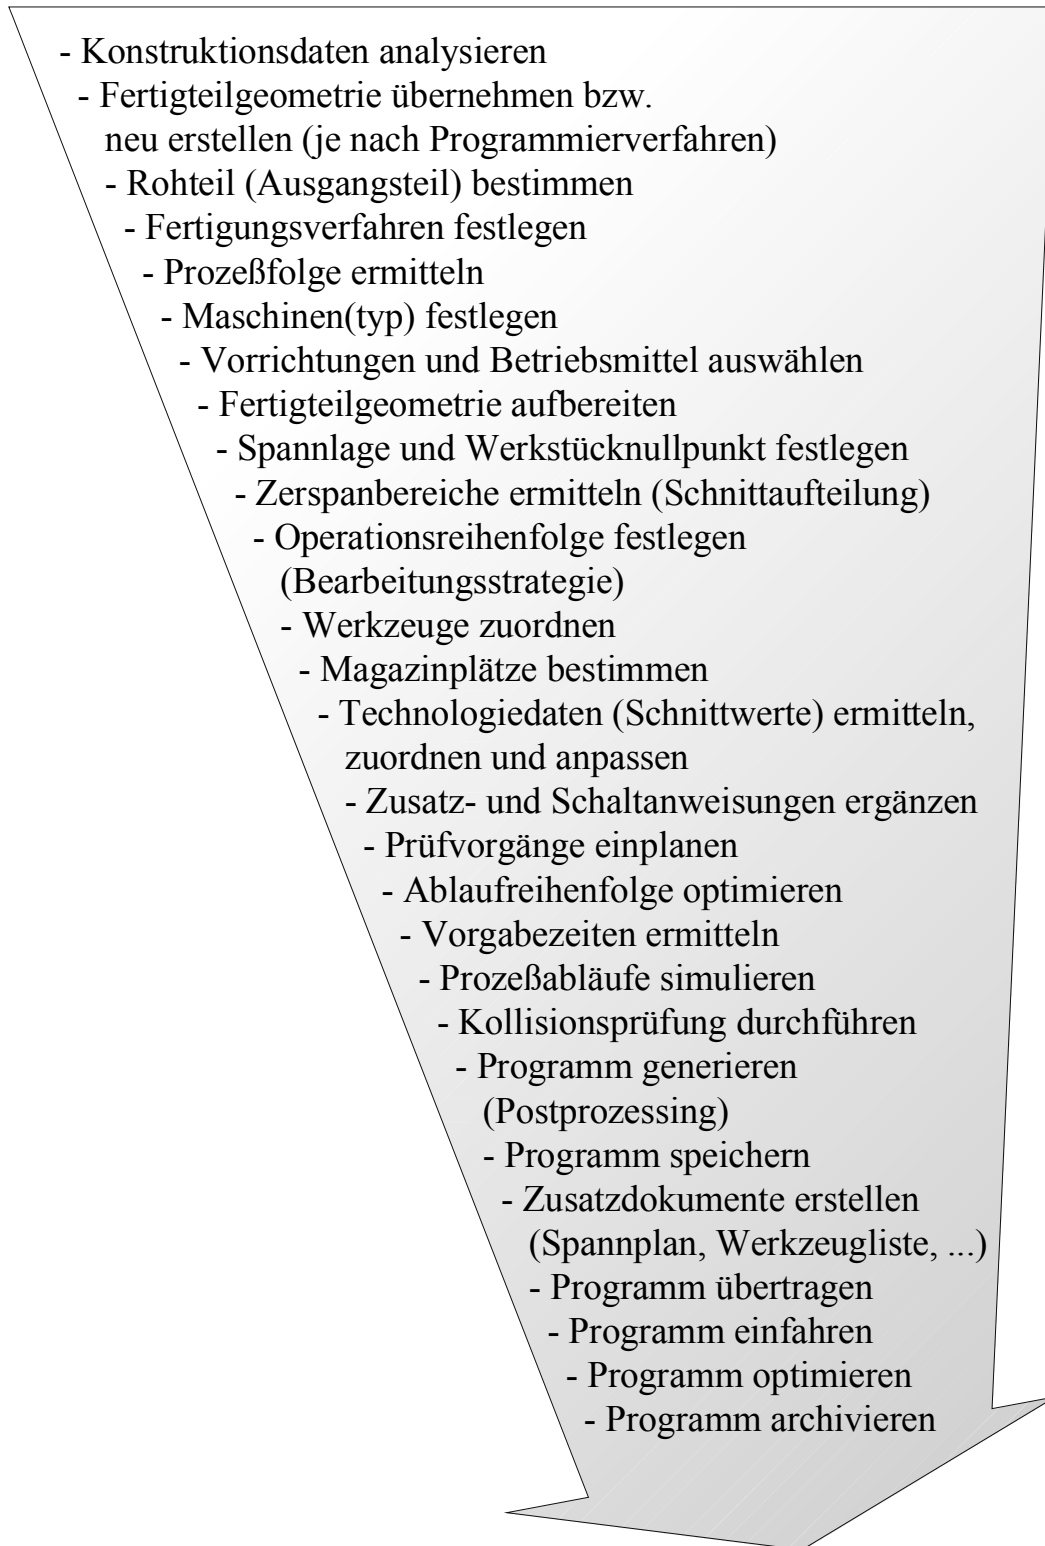 - Konstruktionsdaten analysieren
- Fertigteilgeometrie übernehmen bzw.
neu erstellen (je nach Programmierverfahren)
- Rohteil (Ausgangsteil) bestimmen
- Fertigungsverfahren festlegen
- Prozeßfolge ermitteln
- Maschinen(typ) festlegen
- Vorrichtungen und Betriebsmittel auswählen
- Fertigteilgeometrie aufbereiten
- Spannlage und Werkstücknullpunkt festlegen
- Zerspanbereiche ermitteln (Schnittaufteilung)
- Operationsreihenfolge festlegen
(Bearbeitungsstrategie)
- Werkzeuge zuordnen
- Magazinplätze bestimmen
- Technologiedaten (Schnittwerte) ermitteln,
zuordnen und anpassen
- Zusatz- und Schaltanweisungen ergänzen
- Prüfvorgänge einplanen
- Ablaufreihenfolge optimieren
- Vorgabezeiten ermitteln
- Prozeßabläufe simulieren
- Kollisionsprüfung durchführen
- Programm generieren
(Postprozessing)
- Programm speichern
- Zusatzdokumente erstellen
(Spannplan, Werkzeugliste, ...)
- Programm übertragen
- Programm einfahren
- Programm optimieren
- Programm archivieren